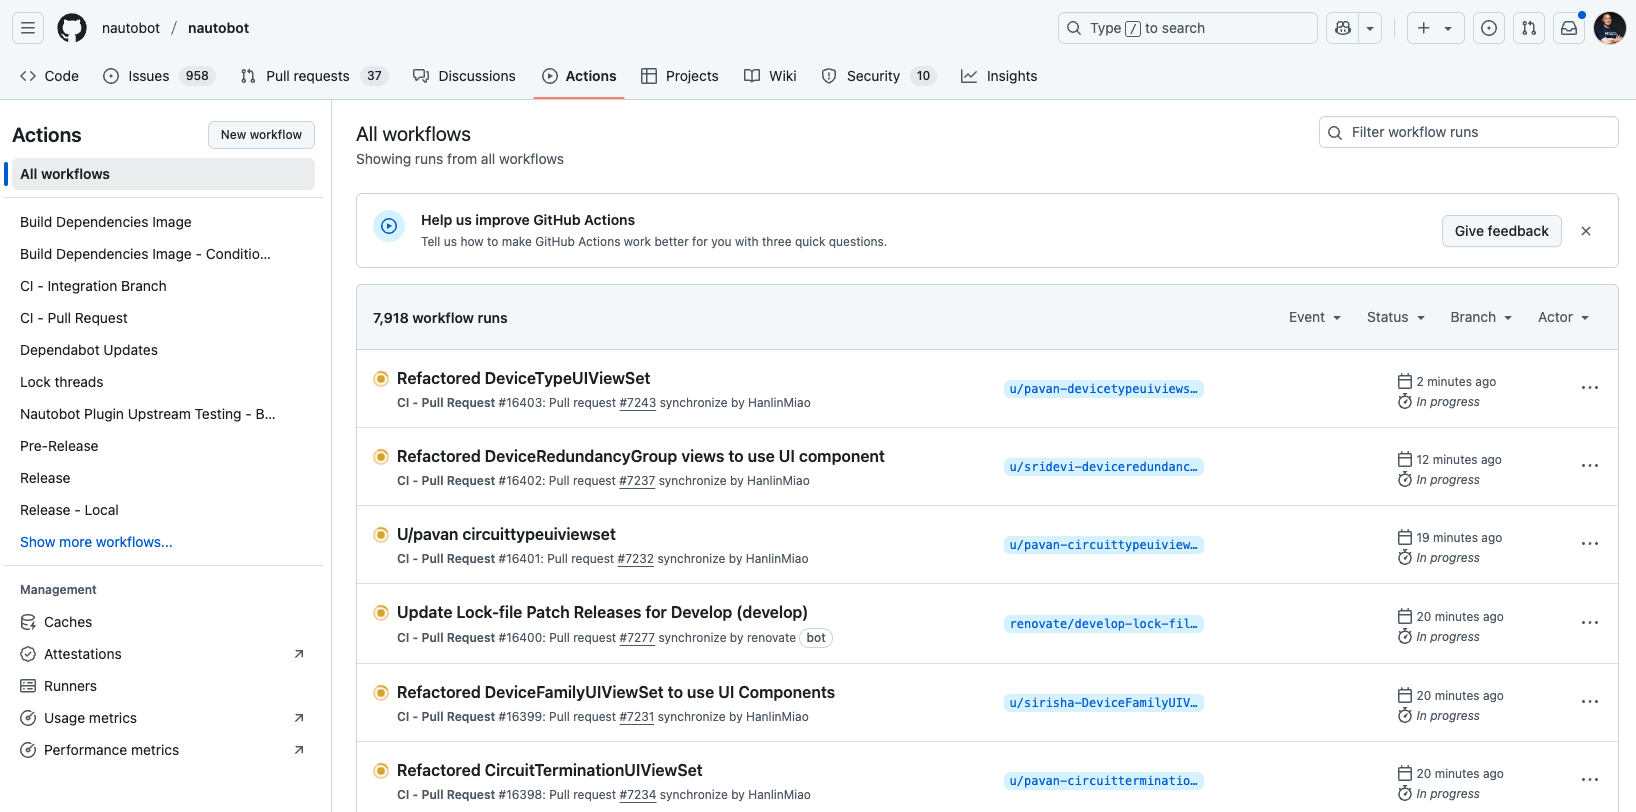 nautobot / nautobot
Type / to search
Code
Issues 958
Pull requests 37
Discussions
Actions
Projects
Wiki
Security 10
Insights
Actions
New workflow
All workflows
Build Dependencies Image
Build Dependencies Image - Conditio...
CI - Integration Branch
CI - Pull Request
Dependabot Updates
Lock threads
Nautobot Plugin Upstream Testing - B...
Pre-Release
Release
Release - Local
Show more workflows...
Management
Caches
Attestations
Runners
Usage metrics
Performance metrics
All workflows
Showing runs from all workflows
Filter workflow runs
Help us improve GitHub Actions
Tell us how to make GitHub Actions work better for you with three quick questions.
Give feedback
7,918 workflow runs
Event
Status
Branch
Actor
Refactored DeviceTypeUIViewSet
CI - Pull Request #16403: Pull request #7243 synchronize by HanlinMiao
u/pavan-devicetypeuiviews…
2 minutes ago
In progress
Refactored DeviceRedundancyGroup views to use UI component
CI - Pull Request #16402: Pull request #7237 synchronize by HanlinMiao
u/sridevi-deviceredundanc…
12 minutes ago
In progress
U/pavan circuittypeuiviewset
CI - Pull Request #16401: Pull request #7232 synchronize by HanlinMiao
u/pavan-circuittypeuiview…
19 minutes ago
In progress
Update Lock-file Patch Releases for Develop (develop)
CI - Pull Request #16400: Pull request #7277 synchronize by renovate bot
renovate/develop-lock-fil…
20 minutes ago
In progress
Refactored DeviceFamilyUIViewSet to use UI Components
CI - Pull Request #16399: Pull request #7231 synchronize by HanlinMiao
u/sirisha-DeviceFamilyUIV…
20 minutes ago
In progress
Refactored CircuitTerminationUIViewSet
CI - Pull Request #16398: Pull request #7234 synchronize by HanlinMiao
u/pavan-circuitterminatio…
20 minutes ago
In progress